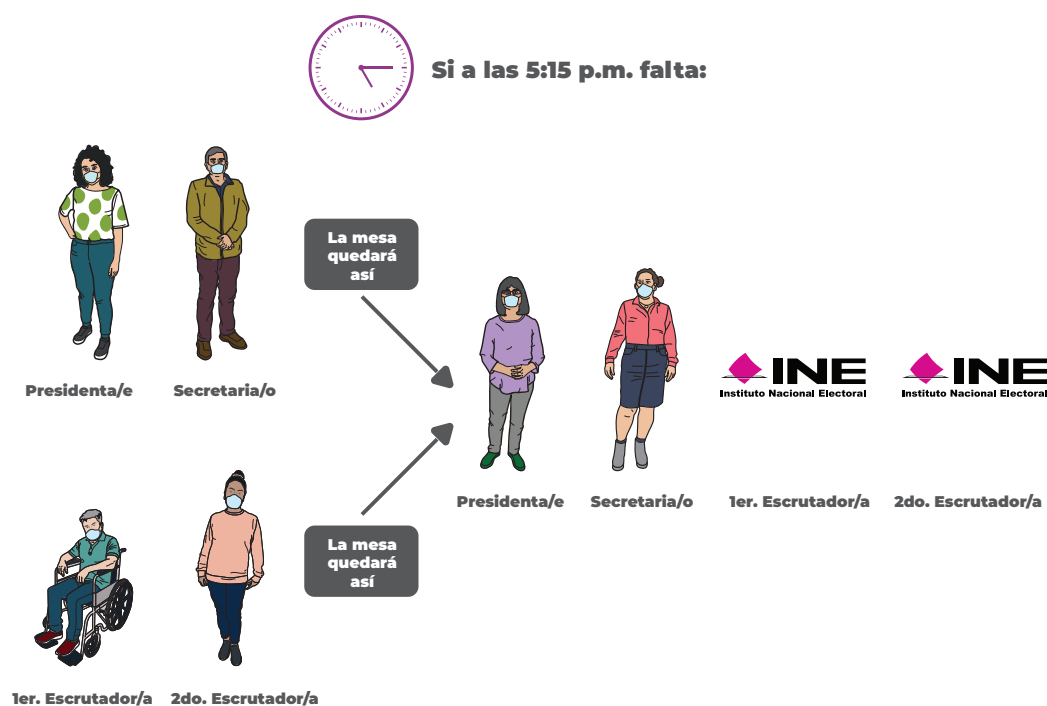 Si a las 5:15 p.m. falta:
La mesa
quedará
así
Presidenta/e
Secretaria/o
INE
Instituto Nacional Electoral
INE
Instituto Nacional Electoral
Presidenta/e
Secretaria/o
1er. Escrutador/a
2do. Escrutador/a
La mesa
quedará
así
1er. Escrutador/a
2do. Escrutador/a